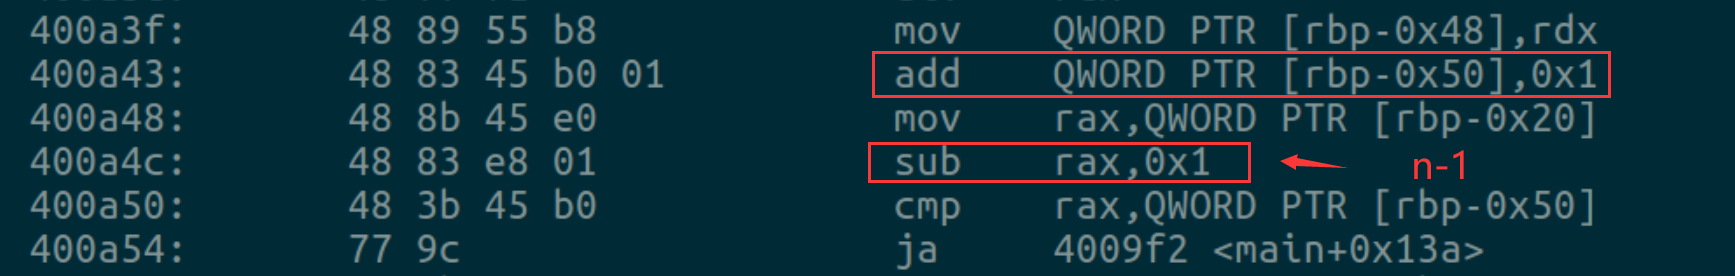 400a3f: 48 89 55 b8 mov QWORD PTR [rbp-0x48],rdx
400a43: 48 83 45 b0 01 add QWORD PTR [rbp-0x50],0x1
400a48: 48 8b 45 e0 mov rax,QWORD PTR [rbp-0x20]
400a4c: 48 83 e8 01 sub rax,0x1 n-1
400a50: 48 3b 45 b0 cmp rax,QWORD PTR [rbp-0x50]
400a54: 77 9c ja 4009f2 <main+0x13a>